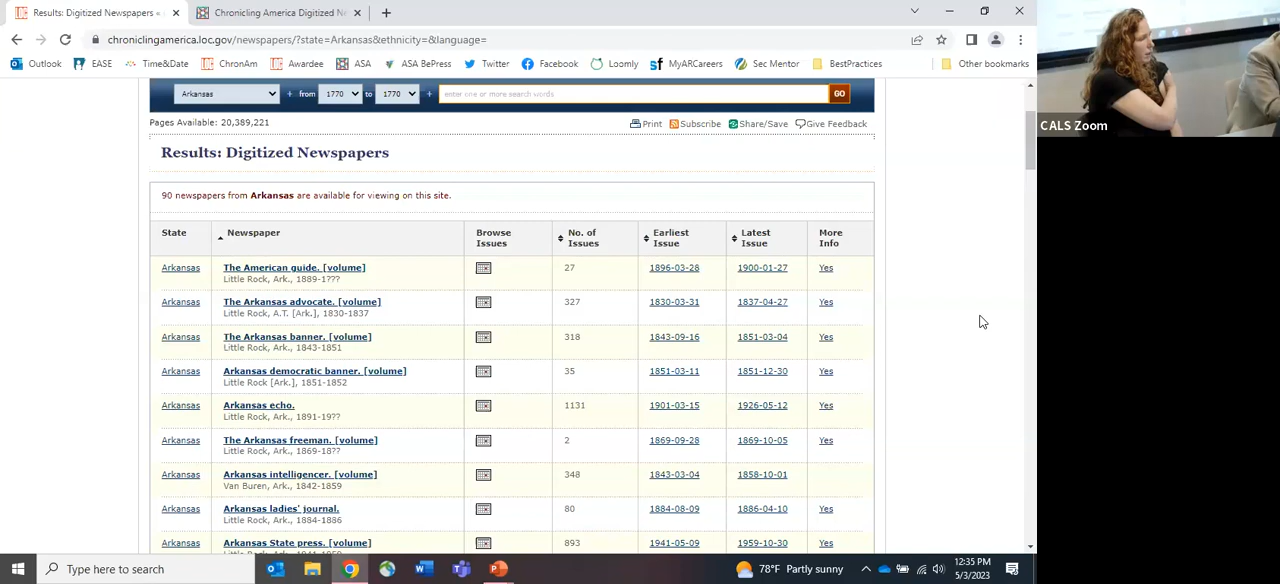 Results: Digitized Newspapers «
Chronicling America Digitized Ne
chroniclingamerica.loc.gov/newspapers/?state=Arkansas&ethnicity=&language=
Outlook EASE Time&Date ChronAm Awardee ASA ASA BePress Twitter Facebook Loomly MyARCareers Sec Mentor BestPractices Other bookmarks
Arkansas from 1770 to 1770 enter one or more search words GO
Pages Available: 20,389,221
Print Subscribe Share/Save Give Feedback
Results: Digitized Newspapers
90 newspapers from Arkansas are available for viewing on this site.
State Newspaper Browse Issues No. of Issues Earliest Issue Latest Issue More Info
Arkansas The American guide. [volume] 27 1896-03-28 1900-01-27 Yes
Little Rock, Ark., 1889-1???
Arkansas The Arkansas advocate. [volume] 327 1830-03-31 1837-04-27 Yes
Little Rock, A.T. [Ark.], 1830-1837
Arkansas The Arkansas banner. [volume] 318 1843-09-16 1851-03-04 Yes
Little Rock, Ark., 1843-1851
Arkansas Arkansas democratic banner. [volume] 35 1851-03-11 1851-12-30 Yes
Little Rock [Ark.], 1851-1852
Arkansas Arkansas echo. 1131 1901-03-15 1926-05-12 Yes
Little Rock, Ark., 1891-19??
Arkansas The Arkansas freeman. [volume] 2 1869-09-28 1869-10-05 Yes
Little Rock, Ark., 1869-18??
Arkansas Arkansas intelligencer. [volume] 348 1843-03-04 1858-10-01 Yes
Van Buren, Ark., 1842-1859
Arkansas Arkansas ladies' journal. 80 1884-08-09 1886-04-10 Yes
Little Rock, Ark., 1884-1886
Arkansas Arkansas State press. [volume] 893 1941-05-09 1959-10-30 Yes
CALS Zoom
Type here to search
78°F Partly sunny
12:35 PM
5/3/2023